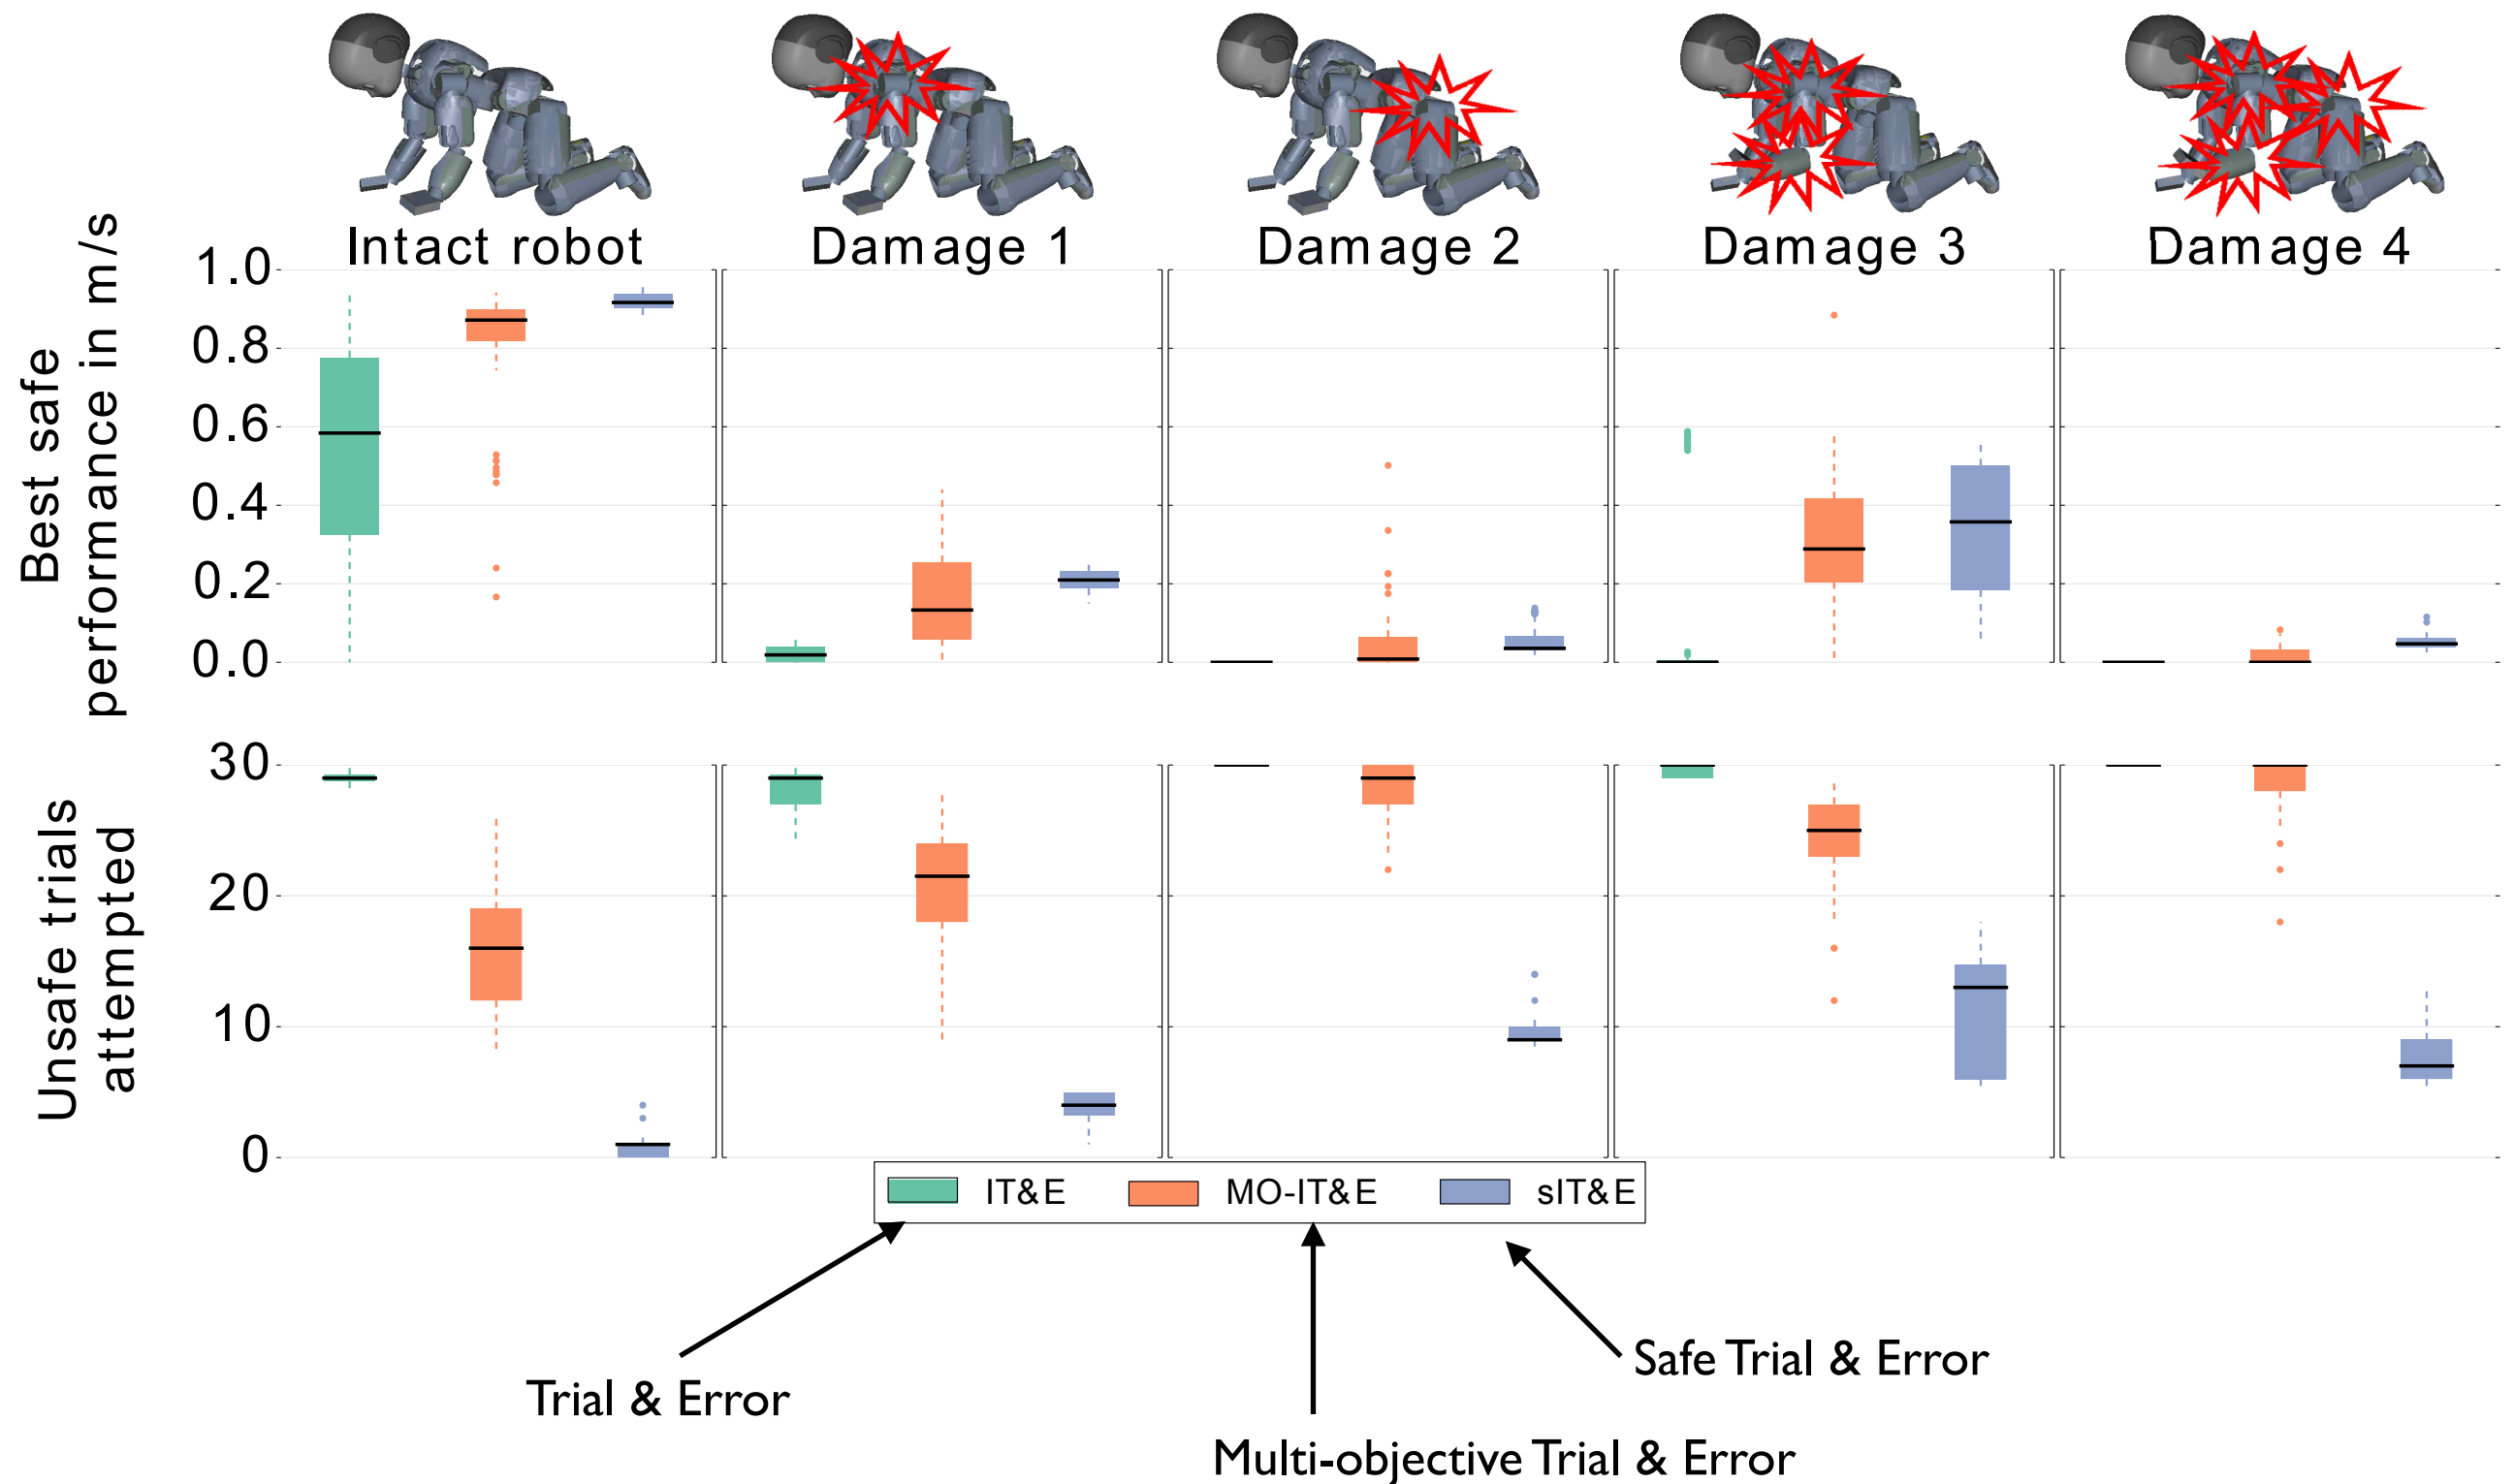 Intact robot
Damage 1
Damage 2
Damage 3
Damage 4
Best safe
performance in m/s
1.0
0.8
0.6
0.4
0.2
0.0
Unsafe trials
attempted
30
20
10
0
IT&E
MO-IT&E
sIT&E
Safe Trial & Error
Trial & Error
Multi-objective Trial & Error